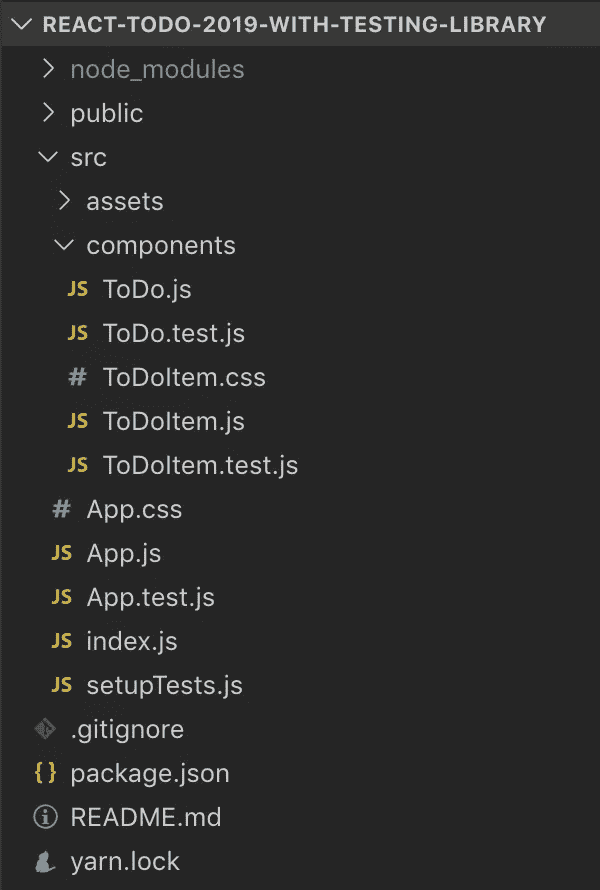 REACT-TODO-2019-WITH-TESTING-LIBRARY
node_modules
public
src
assets
components
JS ToDo.js
JS ToDo.test.js
# ToDoItem.css
JS ToDoItem.js
JS ToDoItem.test.js
# App.css
JS App.js
JS App.test.js
JS index.js
JS setupTests.js
.gitignore
{ } package.json
README.md
yarn.lock